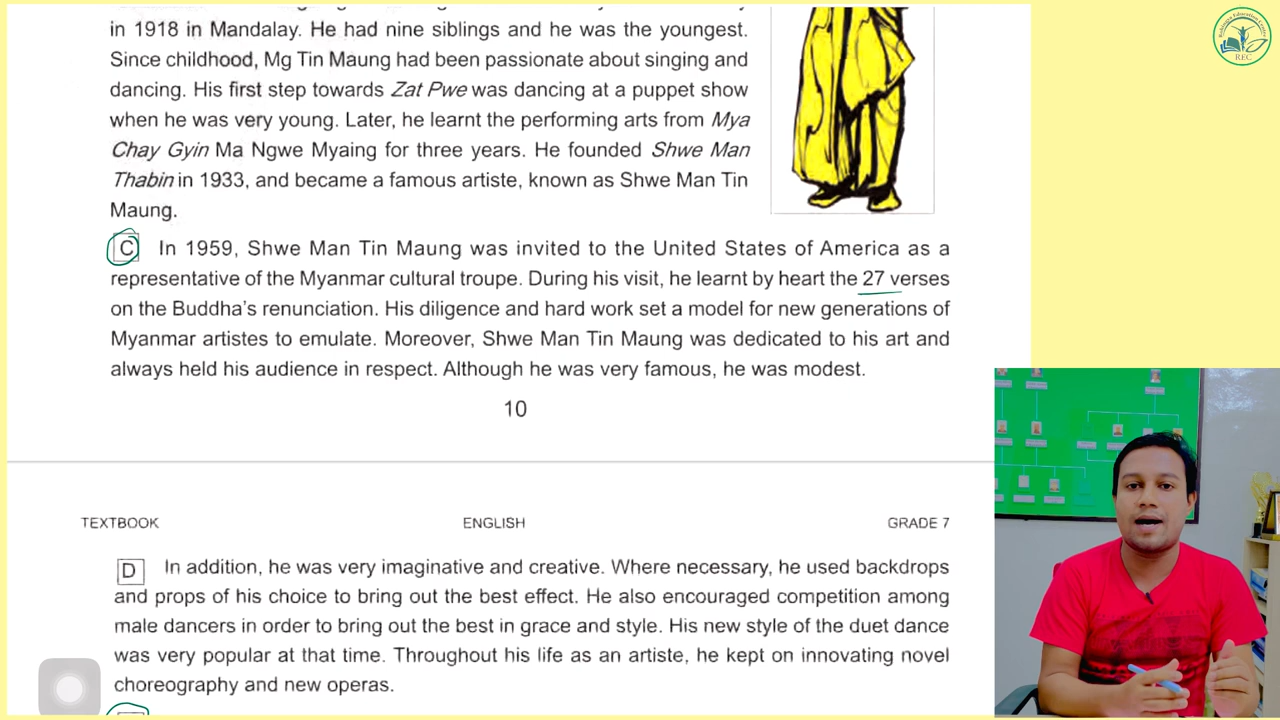 in 1918 in Mandalay. He had nine siblings and he was the youngest.
Since childhood, Mg Tin Maung had been passionate about singing and
dancing. His first step towards Zat Pwe was dancing at a puppet show
when he was very young. Later, he learnt the performing arts from Mya
Chay Gyin Ma Ngwe Myaing for three years. He founded Shwe Man
Thabin in 1933, and became a famous artiste, known as Shwe Man Tin
Maung.
C In 1959, Shwe Man Tin Maung was invited to the United States of America as a
representative of the Myanmar cultural troupe. During his visit, he learnt by heart the 27 verses
on the Buddha's renunciation. His diligence and hard work set a model for new generations of
Myanmar artistes to emulate. Moreover, Shwe Man Tin Maung was dedicated to his art and
always held his audience in respect. Although he was very famous, he was modest.
10
TEXTBOOK ENGLISH GRADE 7
D In addition, he was very imaginative and creative. Where necessary, he used backdrops
and props of his choice to bring out the best effect. He also encouraged competition among
male dancers in order to bring out the best in grace and style. His new style of the duet dance
was very popular at that time. Throughout his life as an artiste, he kept on innovating novel
choreography and new operas.
REC